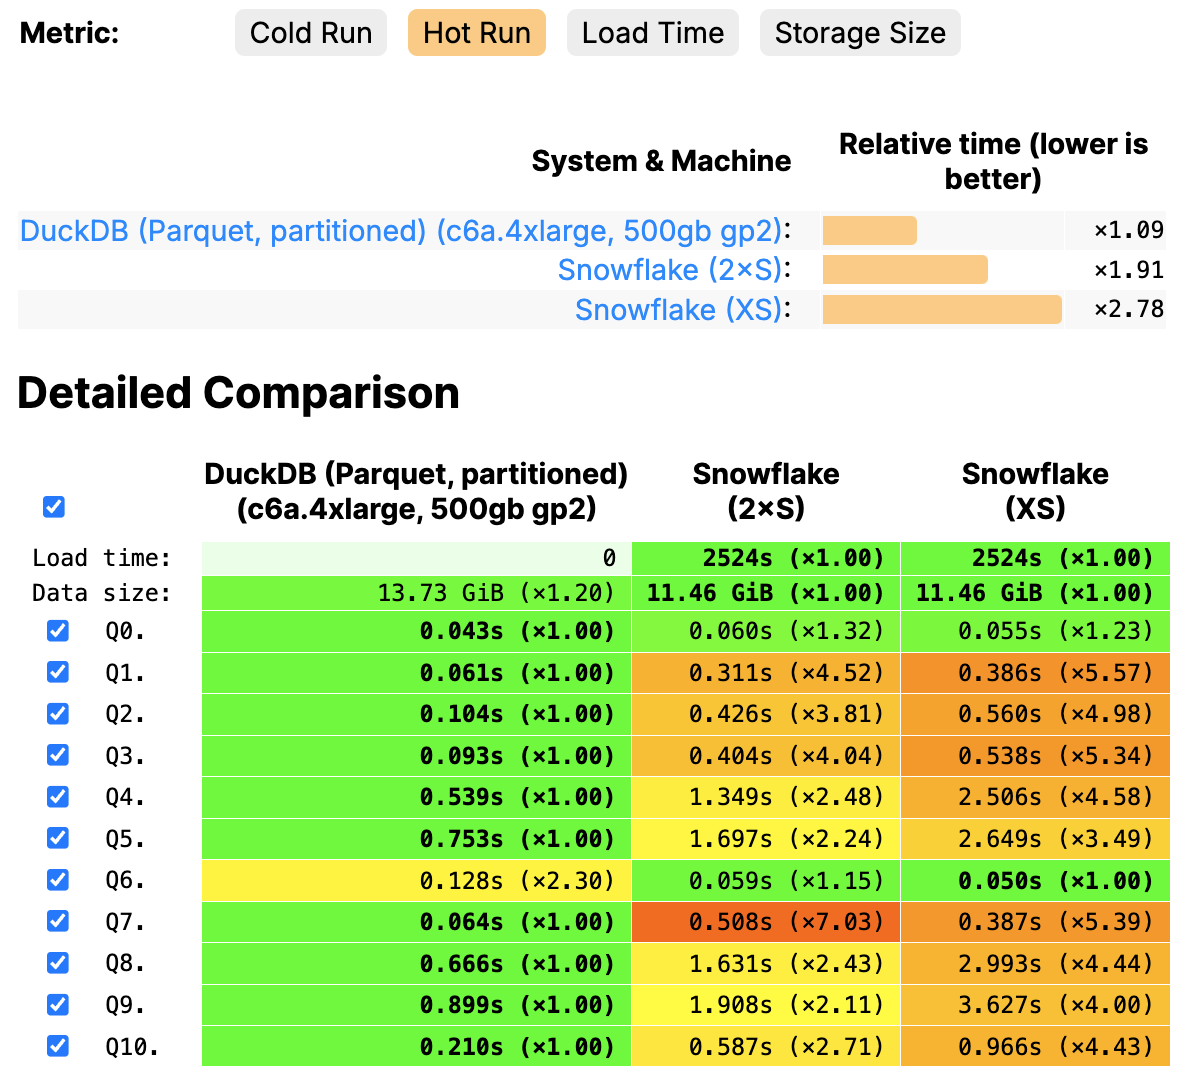 Metric: Cold Run Hot Run Load Time Storage Size
System & Machine Relative time (lower is
better)
DuckDB (Parquet, partitioned) (c6a.4xlarge, 500gb gp2): ×1.09
Snowflake (2×S): ×1.91
Snowflake (XS): ×2.78
Detailed Comparison
DuckDB (Parquet, partitioned) Snowflake Snowflake
(c6a.4xlarge, 500gb gp2) (2×S) (XS)
Load time: 0 2524s (×1.00) 2524s (×1.00)
Data size: 13.73 GiB (×1.20) 11.46 GiB (×1.00) 11.46 GiB (×1.00)
Q0. 0.043s (×1.00) 0.060s (×1.32) 0.055s (×1.23)
Q1. 0.061s (×1.00) 0.311s (×4.52) 0.386s (×5.57)
Q2. 0.104s (×1.00) 0.426s (×3.81) 0.560s (×4.98)
Q3. 0.093s (×1.00) 0.404s (×4.04) 0.538s (×5.34)
Q4. 0.539s (×1.00) 1.349s (×2.48) 2.506s (×4.58)
Q5. 0.753s (×1.00) 1.697s (×2.24) 2.649s (×3.49)
Q6. 0.128s (×2.30) 0.059s (×1.15) 0.050s (×1.00)
Q7. 0.064s (×1.00) 0.508s (×7.03) 0.387s (×5.39)
Q8. 0.666s (×1.00) 1.631s (×2.43) 2.993s (×4.44)
Q9. 0.899s (×1.00) 1.908s (×2.11) 3.627s (×4.00)
Q10. 0.210s (×1.00) 0.587s (×2.71) 0.966s (×4.43)